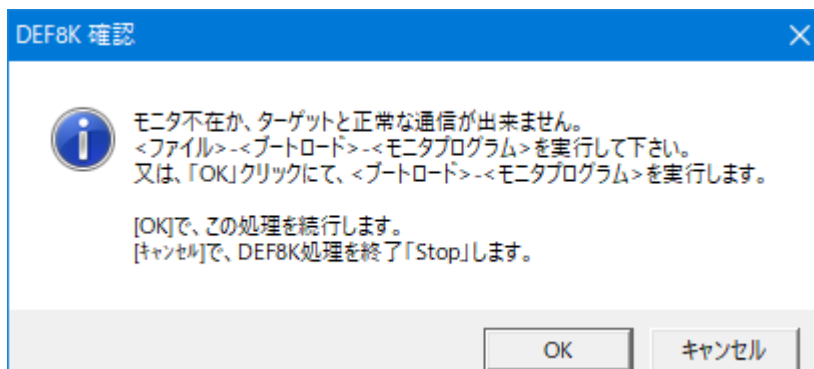 DEF8K 確認
モニタ不在か、ターゲットと正常な通信が出来ません。
<ファイル>-<ブートロード>-<モニタプログラム>を実行して下さい。
又は、「OK」クリックにて、<ブートロード>-<モニタプログラム>を実行します。
[OK]で、この処理を続行します。
[ｷｬﾝｾﾙ]で、DEF8K処理を終了「Stop」します。
OK
キャンセル